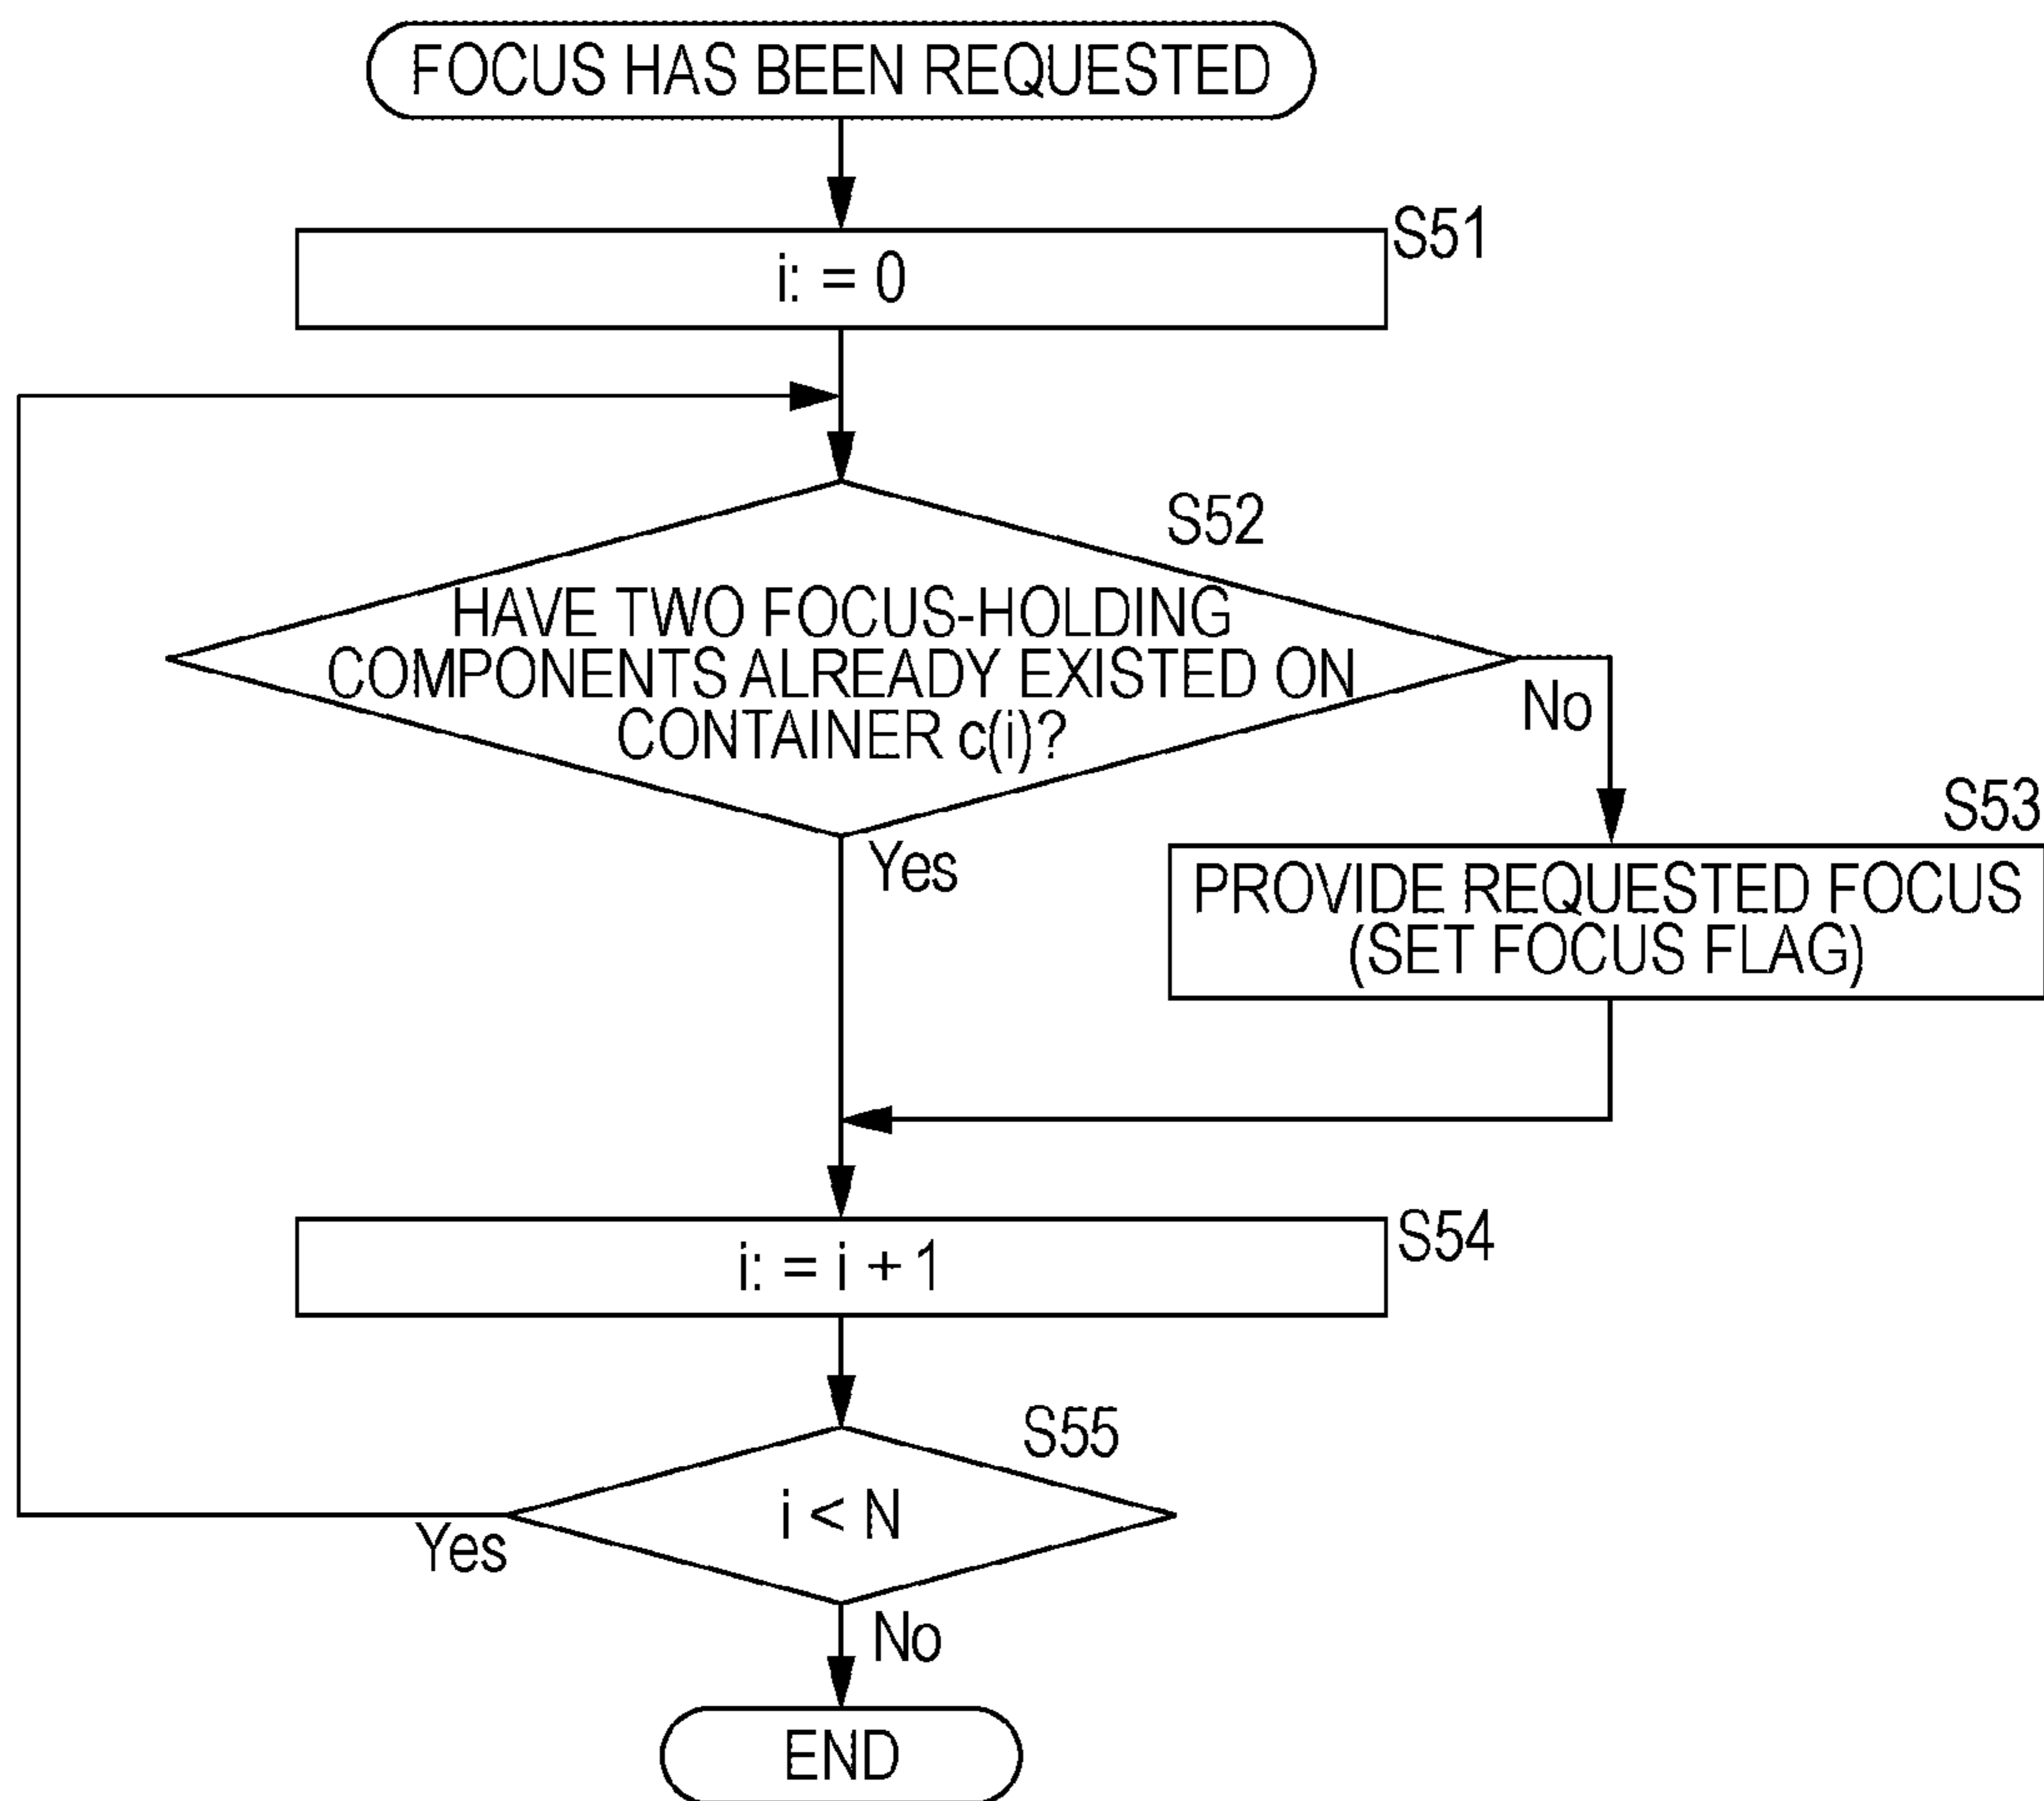 FOCUS HAS BEEN REQUESTED
S51
i: = 0
S52
HAVE TWO FOCUS-HOLDING
COMPONENTS ALREADY EXISTED ON
CONTAINER c(i)?
No
Yes
S53
PROVIDE REQUESTED FOCUS
(SET FOCUS FLAG)
S54
i: = i + 1
S55
i < N
Yes
No
END